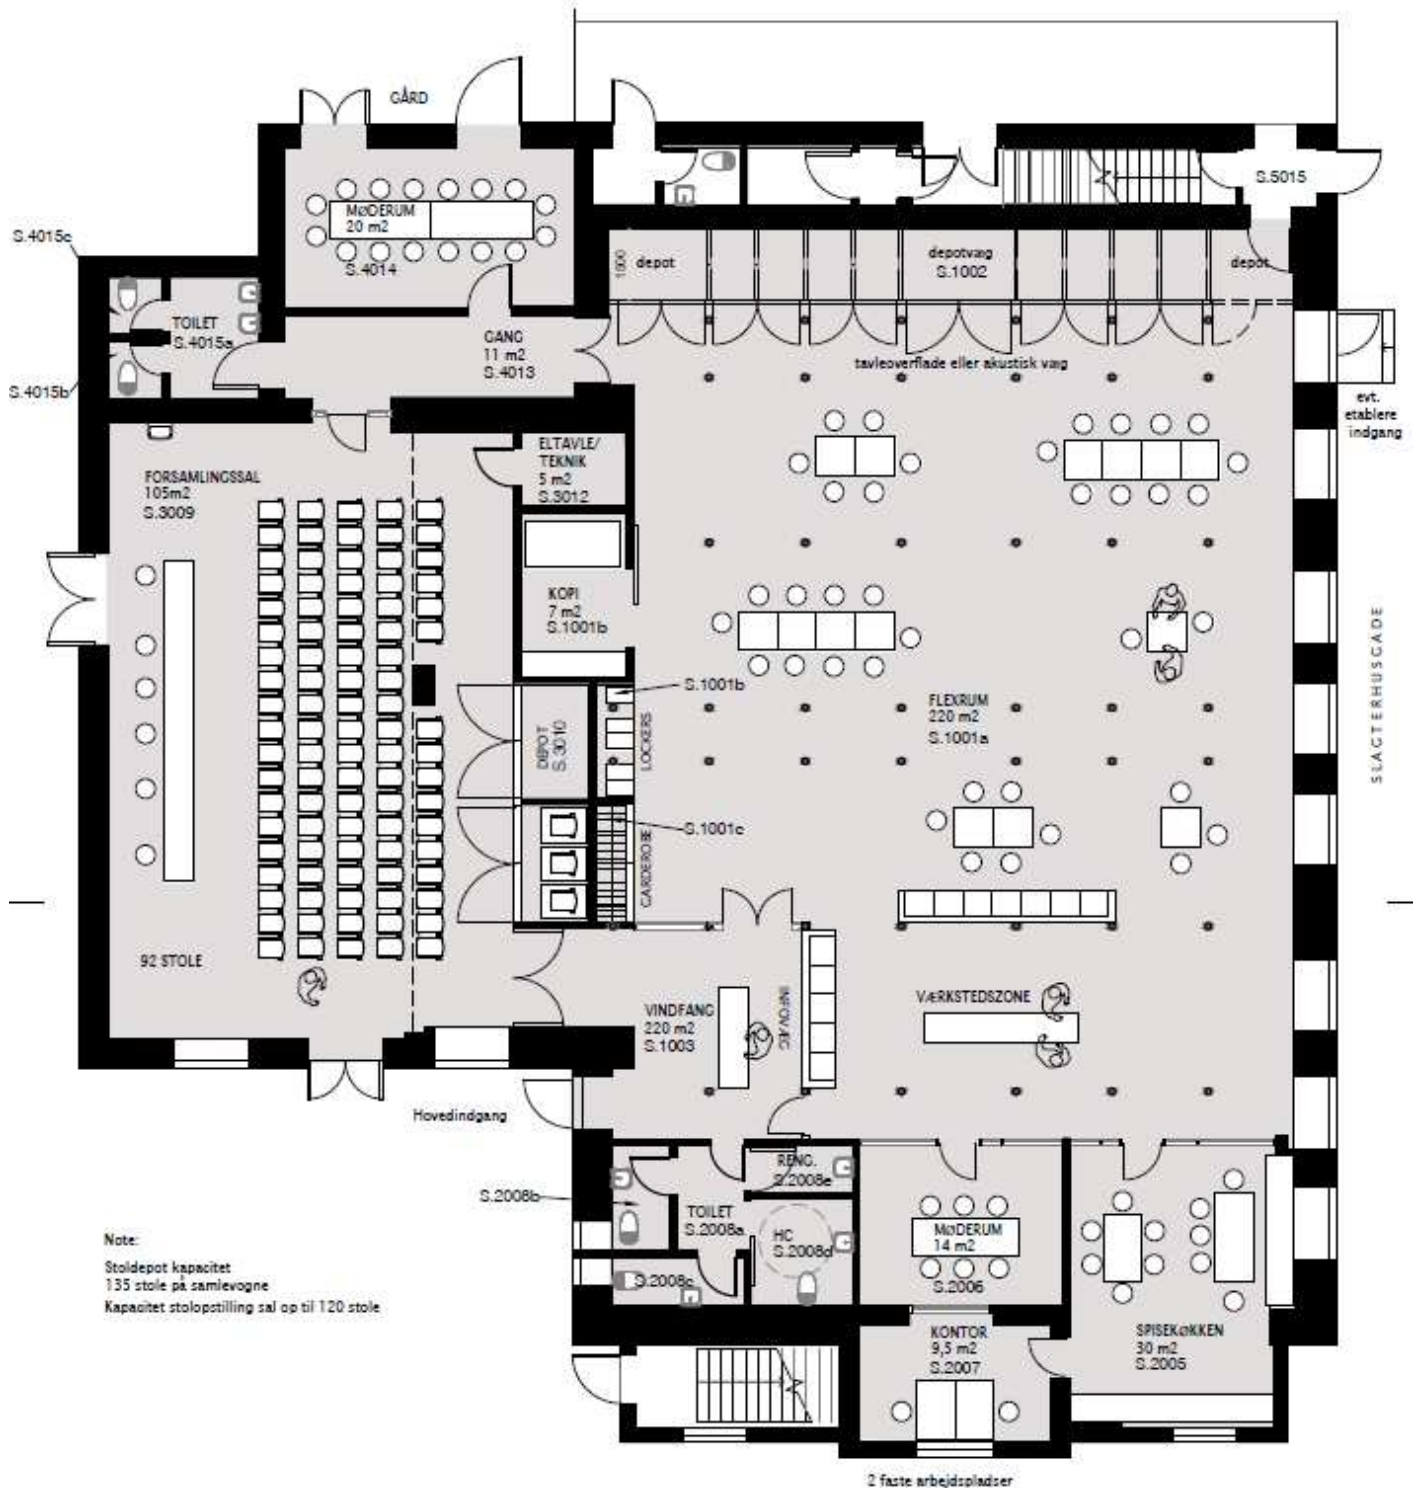 GÅRD
S.5015
MøDERUM
20 m2
S.4014
S.4015c
1800
depot
depotvæg
S.1002
depot
TOILET
S.4015a
GANG
11 m2
S.4013
tavleoverflade eller akustisk væg
S.4015b
evt.
etablere
indgang
ELTAVLE/
TEKNIK
5 m2
S.3012
FORSAMLINGSSAL
105m2
S.3009
KOPI
7 m2
S.1001b
SLAGTERHUSGADE
S.1001b
FLEXRUM
220 m2
S.1001a
DEPOT
S.3010
LOCKERS
S.1001c
GARDEROBE
92 STOLE
VINDFANG
220 m2
S.1003
INFOVÆG
VÆRKSTEDSZONE
Hovedindgang
RENG.
S.2008e
S.2008b
TOILET
S.2008a
HC
S.2008d
MøDERUM
14 m2
S.2006
S.2008c
Note:
Stoldepot kapacitet
135 stole på samlevogne
Kapacitet stolopstilling sal op til 120 stole
KONTOR
9,5 m2
S.2007
SPISEKøKKEN
30 m2
S.2005
2 faste arbejdspladser